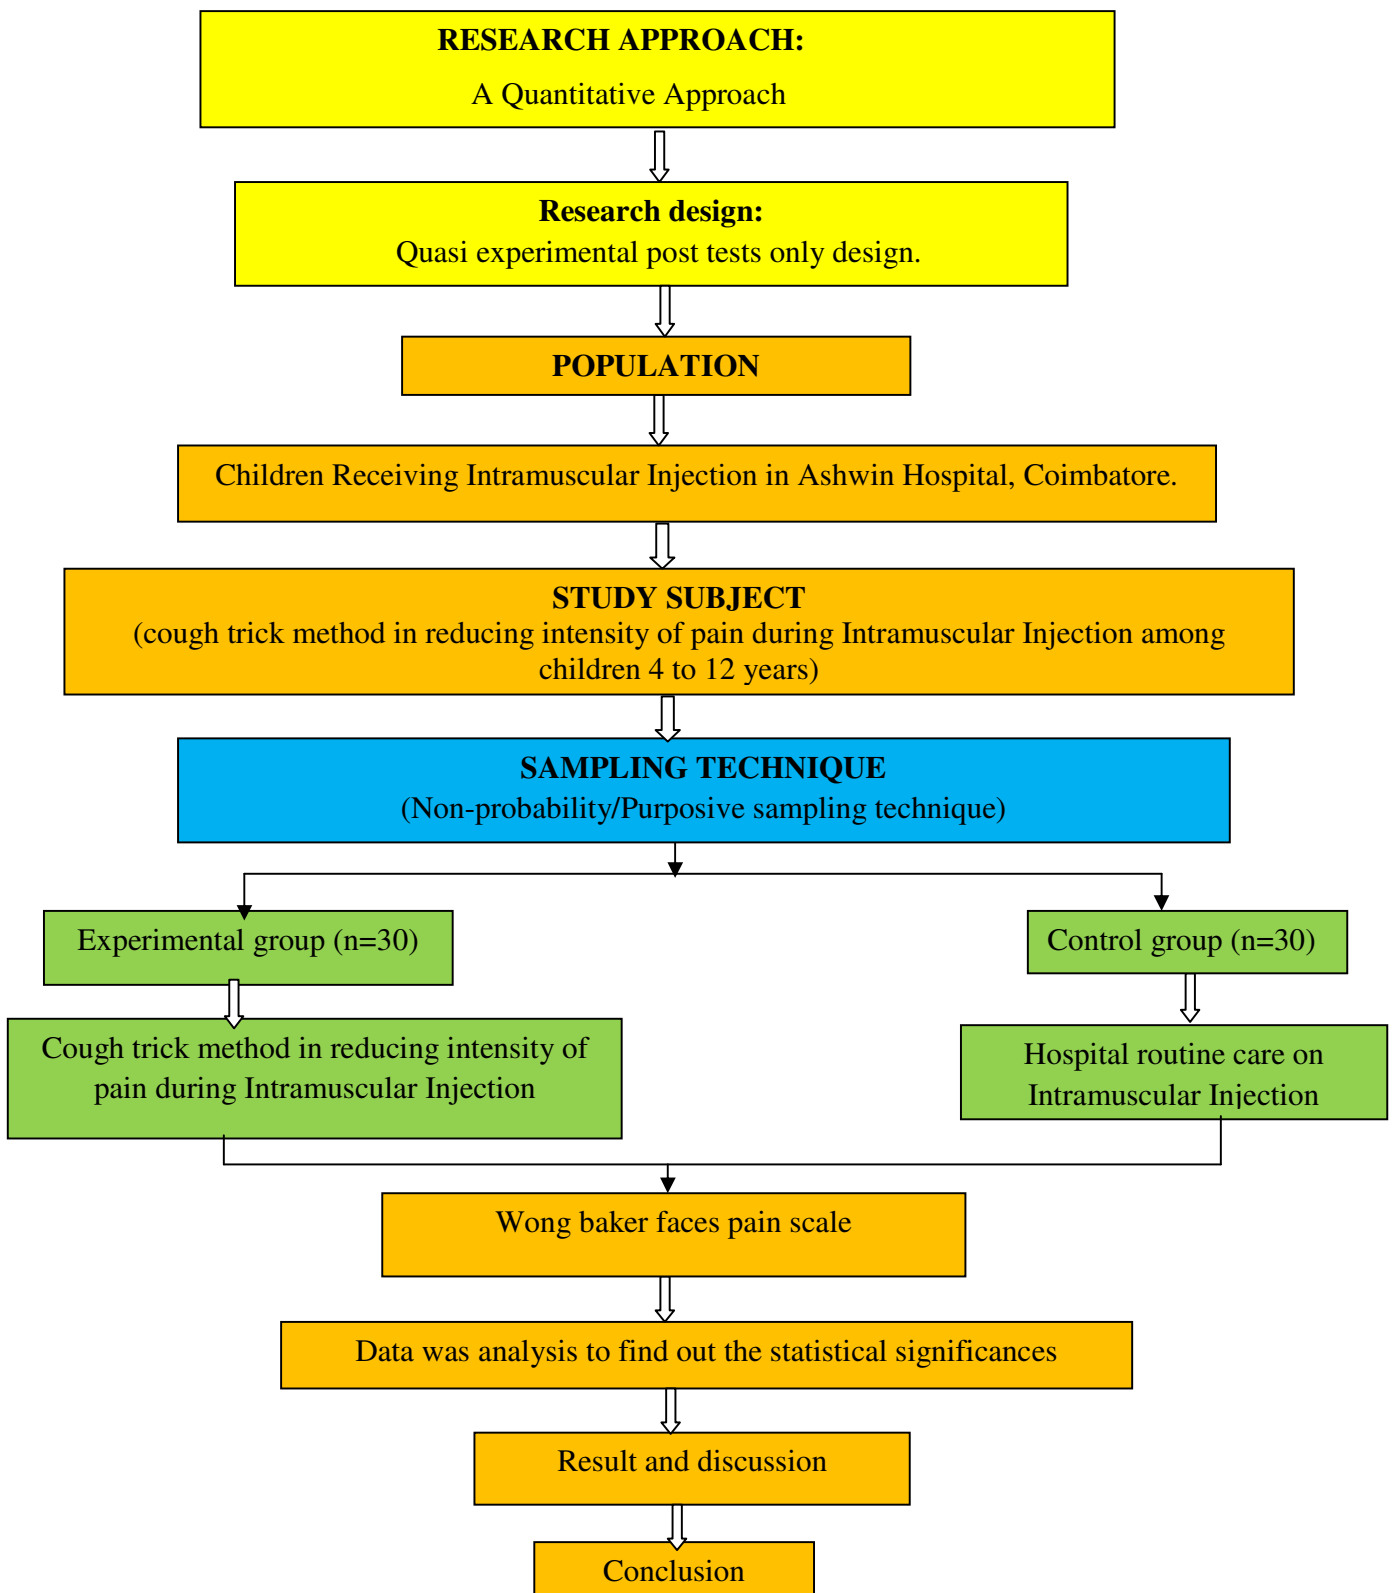 RESEARCH APPROACH:
A Quantitative Approach
Research design:
Quasi experimental post tests only design.
POPULATION
Children Receiving Intramuscular Injection in Ashwin Hospital, Coimbatore.
STUDY SUBJECT
(cough trick method in reducing intensity of pain during Intramuscular Injection among
children 4 to 12 years)
SAMPLING TECHNIQUE
(Non-probability/Purposive sampling technique)
Experimental group (n=30)
Control group (n=30)
Cough trick method in reducing intensity of
pain during Intramuscular Injection
Hospital routine care on
Intramuscular Injection
Wong baker faces pain scale
Data was analysis to find out the statistical significances
Result and discussion
Conclusion